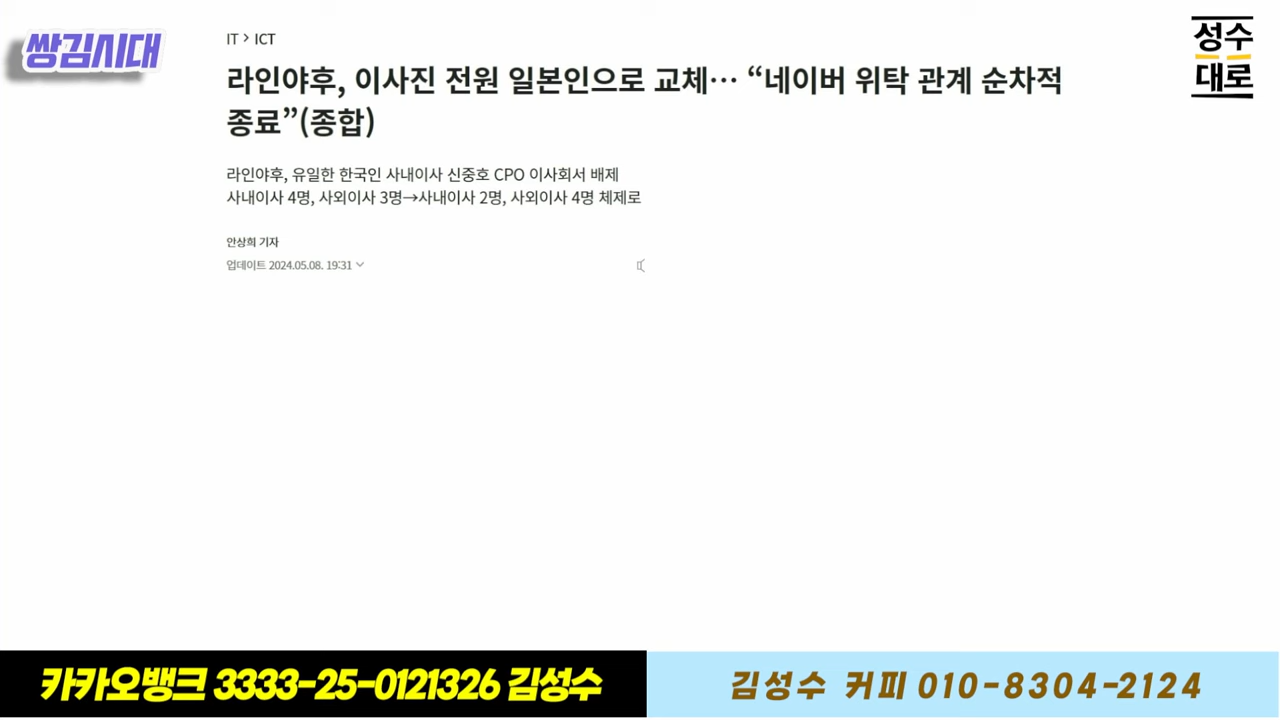 쌍김시대
성수
대로
IT > ICT
라인야후, 이사진 전원 일본인으로 교체… “네이버 위탁 관계 순차적
종료”(종합)
라인야후, 유일한 한국인 사내이사 신중호 CPO 이사회서 배제
사내이사 4명, 사외이사 3명→사내이사 2명, 사외이사 4명 체제로
안상희 기자
업데이트 2024.05.08. 19:31
카카오뱅크 3333-25-0121326 김성수
김성수 커피 010-8304-2124